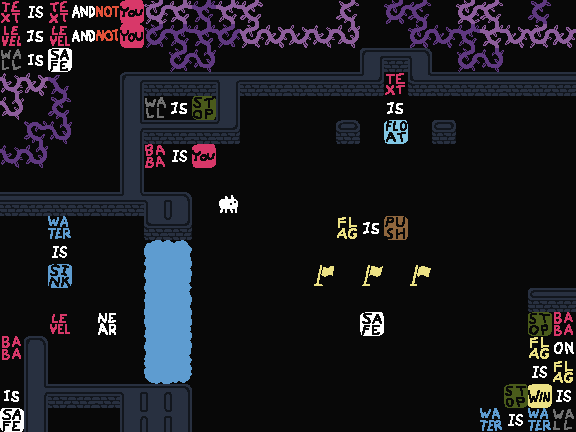 TEXT IS TEXT AND NOT YOU
LEVEL IS LEVEL AND NOT YOU
WALL IS SAFE
TEXT
WALL IS STOP IS
FLOAT
BABA IS YOU
WATER FLAG IS PUSH
IS
SINK
LEVEL NEAR SAFE STOP BABA
BABA FLAG ON
IS FLAG
IS STOP WIN IS
SAFE WATER IS WATER WALL